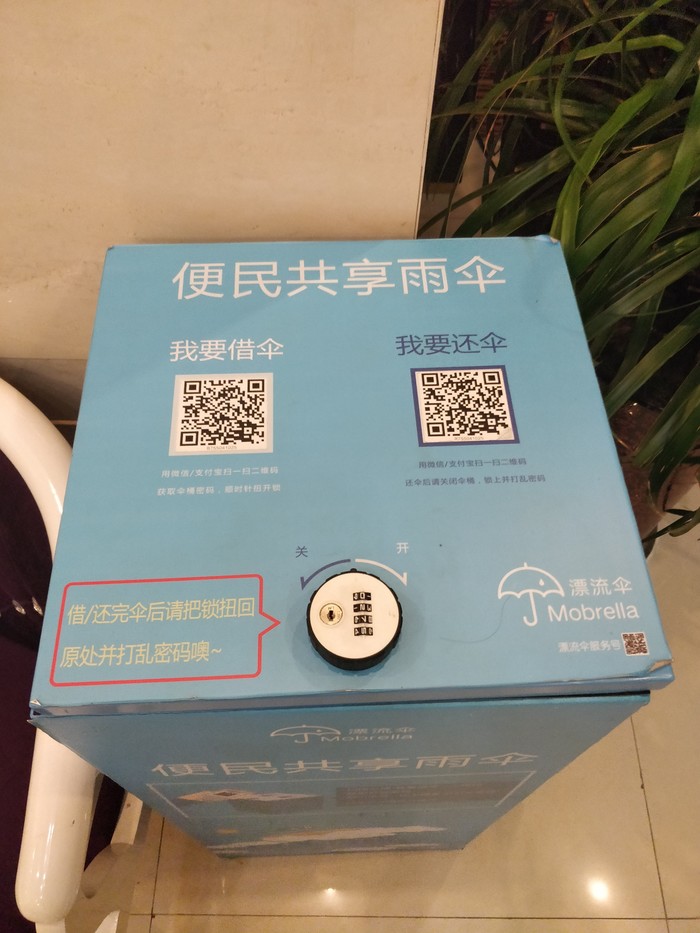 便民共享雨伞
我要借伞
我要还伞
用微信/支付宝扫一扫二维码
获取伞桶密码，顺时针扭开锁
用微信/支付宝扫一扫二维码
还伞后请关闭伞桶，锁上并打乱密码
关
开
借/还完伞后请把锁扭回
原处并打乱密码噢~
漂流伞
Mobrella
漂流伞服务号
漂流伞
Mobrella
便民共享雨伞